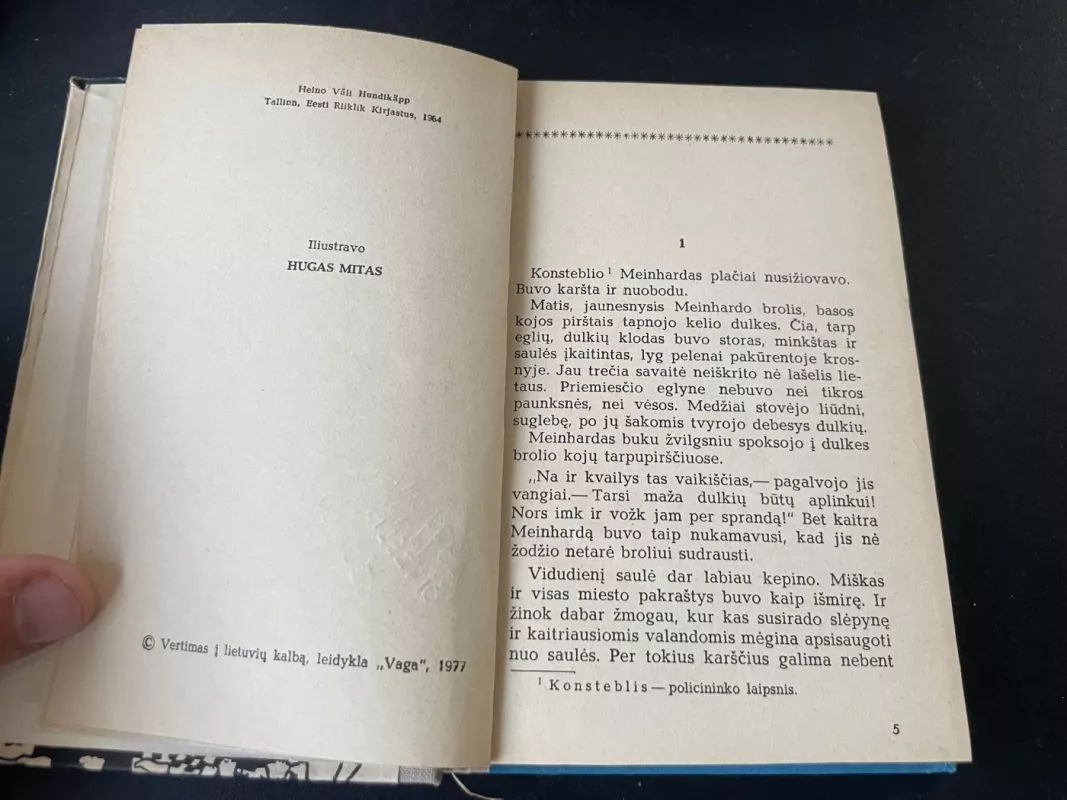 Heino Väli Hundikäpp
Tallinn, Eesti Riiklik Kirjastus, 1964
Iliustravo
HUGAS MITAS
© Vertimas į lietuvių kalbą, leidykla „Vaga", 1977
****************************************
1
Konsteblio¹ Meinhardas plačiai nusižiovavo.
Buvo karšta ir nuobodu.
Matis, jaunesnysis Meinhardo brolis, basos
kojos pirštais tapnojo kelio dulkes. Čia, tarp
eglių, dulkių klodas buvo storas, minkštas ir
saulės įkaitintas, lyg pelenai pakūrentoje kros-
nyje. Jau trečia savaitė neiškrito nė lašelis lie-
taus. Priemiesčio eglyne nebuvo nei tikros
paunksnės, nei vėsos. Medžiai stovėjo liūdni,
suglebę, po jų šakomis tvyrojo debesys dulkių.
Meinhardas buku žvilgsniu spoksojo į dulkes
brolio kojų tarpupirščiuose.
„Na ir kvailys tas vaikiščias,— pagalvojo jis
vangiai.— Tarsi maža dulkių būtų aplinkui!
Nors imk ir vožk jam per sprandą!" Bet kaitra
Meinhardą buvo taip nukamavusi, kad jis nė
žodžio netarė broliui sudrausti.
Vidudienį saulė dar labiau kepino. Miškas
ir visas miesto pakraštys buvo kaip išmirę. Ir
žinok dabar žmogau, kur kas susirado slėpynę
ir kaitriausiomis valandomis mėgina apsisaugoti
nuo saulės. Per tokius karščius galima nebent
¹ Konsteblis — policininko laipsnis.
5